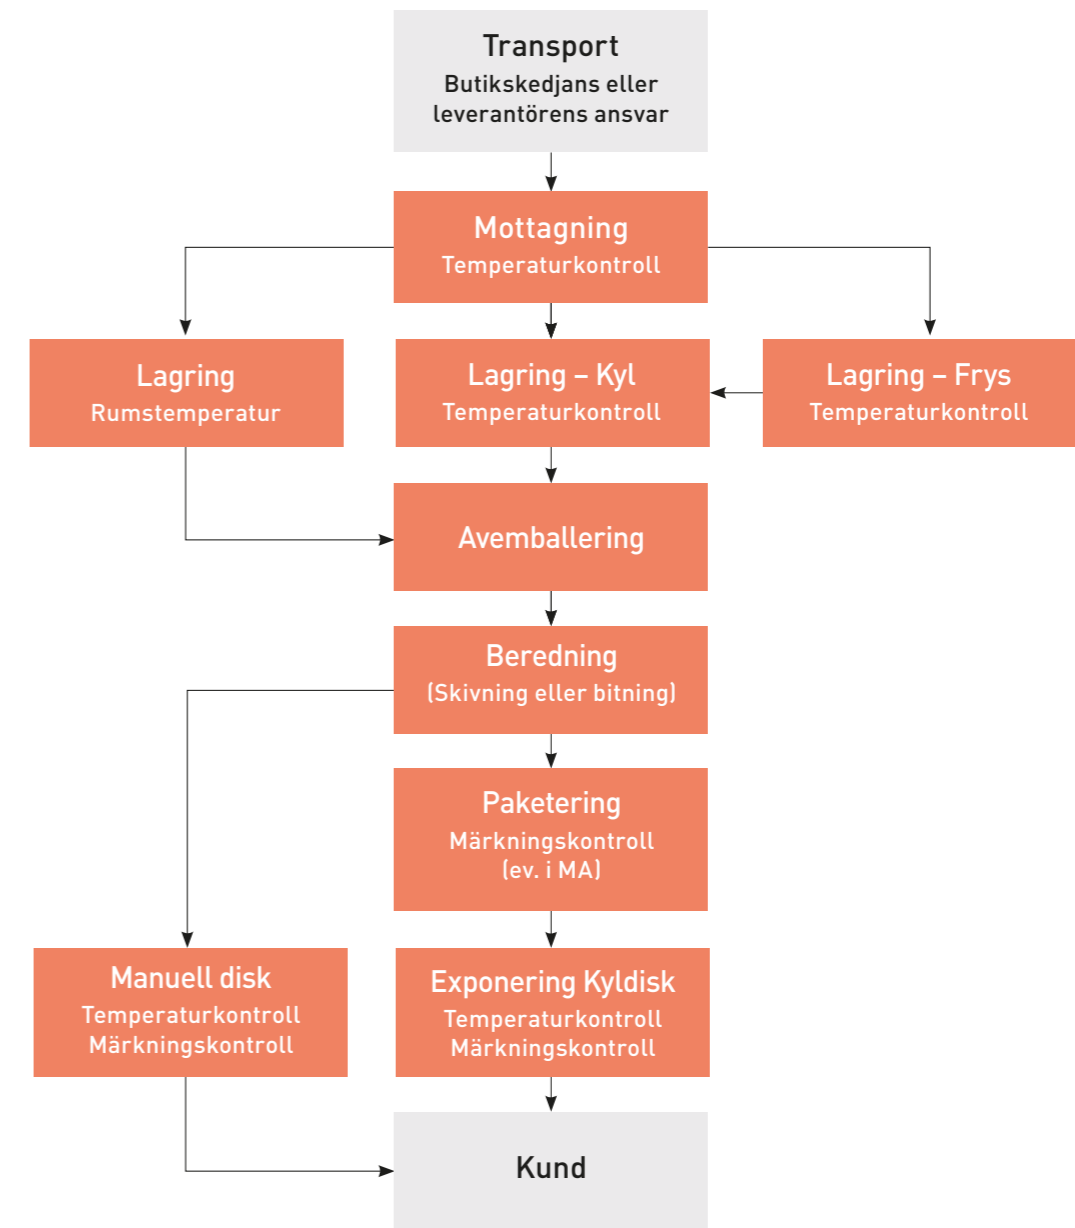 Transport
Butikskedjans eller
leverantörens ansvar
Mottagning
Temperaturkontroll
Lagring
Rumstemperatur
Lagring – Kyl
Temperaturkontroll
Lagring – Frys
Temperaturkontroll
Avemballering
Beredning
(Skivning eller bitning)
Paketering
Märkningskontroll
(ev. i MA)
Manuell disk
Temperaturkontroll
Märkningskontroll
Exponering Kyldisk
Temperaturkontroll
Märkningskontroll
Kund